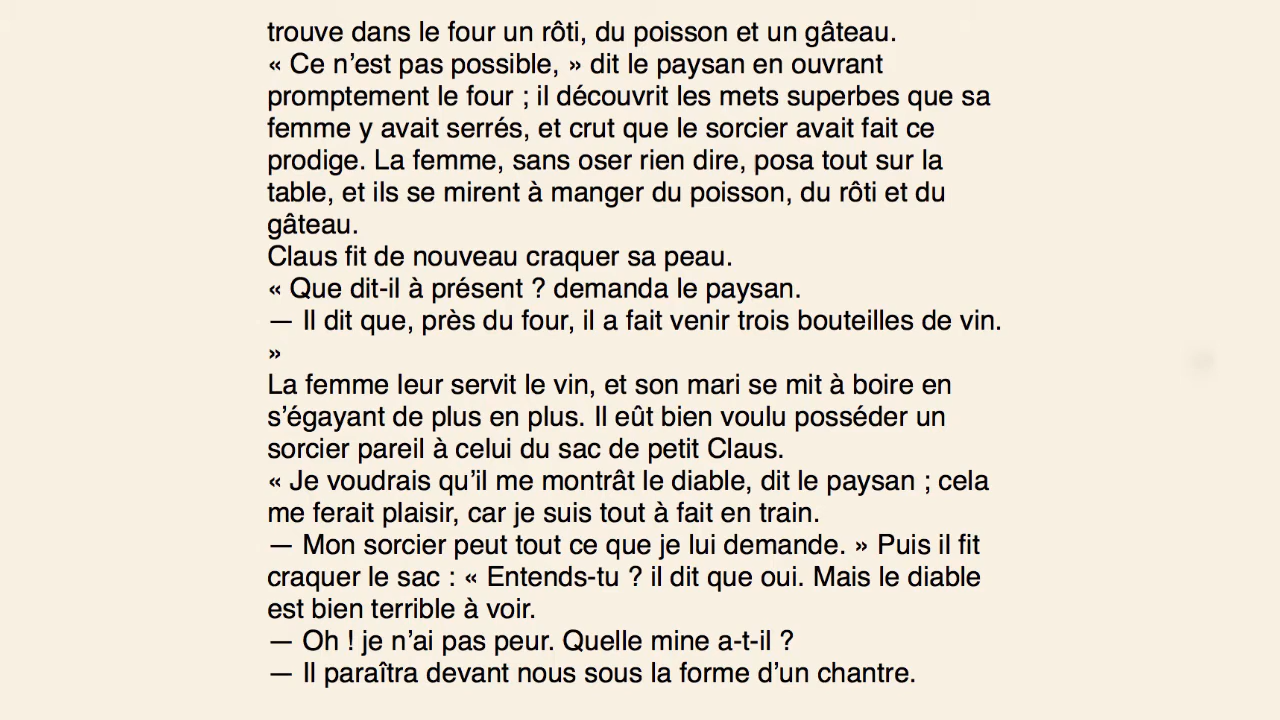 trouve dans le four un rôti, du poisson et un gâteau.
« Ce n’est pas possible, » dit le paysan en ouvrant
promptement le four ; il découvrit les mets superbes que sa
femme y avait serrés, et crut que le sorcier avait fait ce
prodige. La femme, sans oser rien dire, posa tout sur la
table, et ils se mirent à manger du poisson, du rôti et du
gâteau.
Claus fit de nouveau craquer sa peau.
« Que dit-il à présent ? demanda le paysan.
— Il dit que, près du four, il a fait venir trois bouteilles de vin.
»
La femme leur servit le vin, et son mari se mit à boire en
s’égayant de plus en plus. Il eût bien voulu posséder un
sorcier pareil à celui du sac de petit Claus.
« Je voudrais qu’il me montrât le diable, dit le paysan ; cela
me ferait plaisir, car je suis tout à fait en train.
— Mon sorcier peut tout ce que je lui demande. » Puis il fit
craquer le sac : « Entends-tu ? il dit que oui. Mais le diable
est bien terrible à voir.
— Oh ! je n’ai pas peur. Quelle mine a-t-il ?
— Il paraîtra devant nous sous la forme d’un chantre.